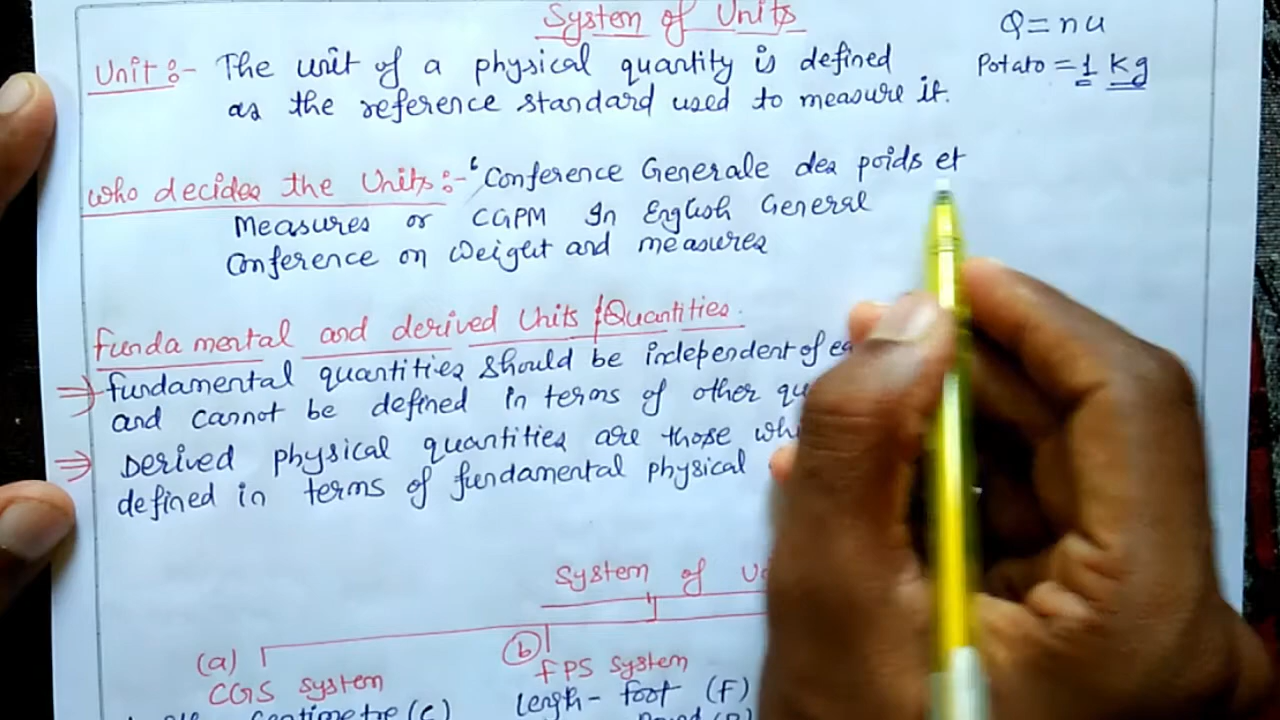 System of Units
Q = nu
Unit :- The unit of a physical quantity is defined
Potato = 1 Kg
as the reference standard used to measure it.
who decides the Units :- 'Conference Generale des poids et
Measures or CGPM In English General
Conference on Weight and measures
Fundamental and derived Units / Quantities.
⇒ fundamental quantities should be independent of
and cannot be defined in terms of other
⇒ Derived physical quantities are those
defined in terms of fundamental physical
System of
(a) (b)
CGS System FPS System
Centimetre (C) Length - foot (F)